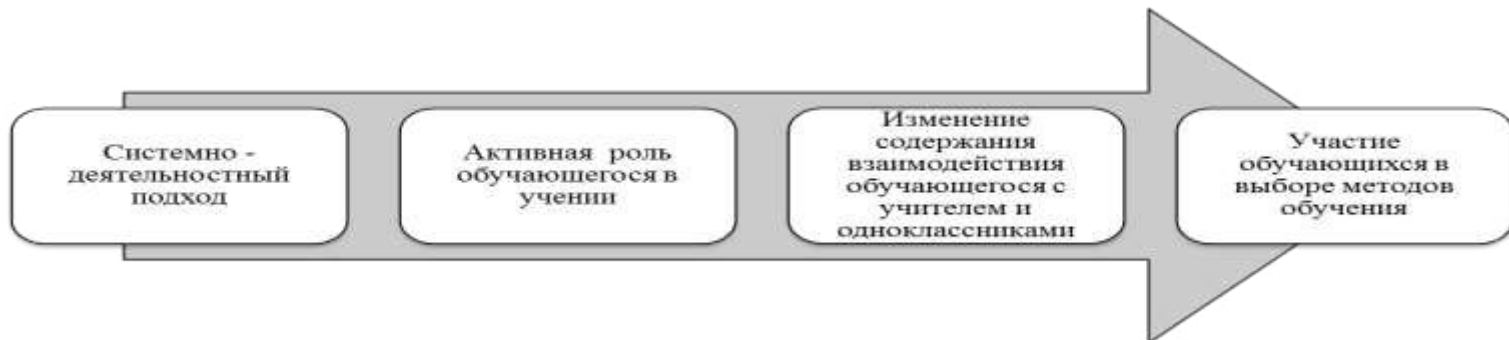 Системно -
деятельностный
подход
Активная роль
обучающегося в
учении
Изменение
содержания
взаимодействия
обучающегося с
учителем и
одноклассниками
Участие
обучающихся в
выборе методов
обучения